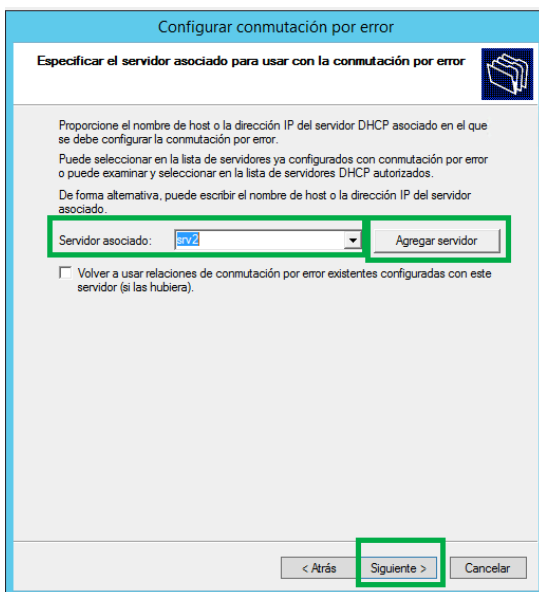 Configurar conmutación por error
Especificar el servidor asociado para usar con la conmutación por error
Proporcione el nombre de host o la dirección IP del servidor DHCP asociado en el que
se debe configurar la conmutación por error.
Puede seleccionar en la lista de servidores ya configurados con conmutación por error
o puede examinar y seleccionar en la lista de servidores DHCP autorizados.
De forma alternativa, puede escribir el nombre de host o la dirección IP del servidor
asociado.
Servidor asociado: srv2 Agregar servidor
Volver a usar relaciones de conmutación por error existentes configuradas con este
servidor (si las hubiera).
< Atrás Siguiente > Cancelar